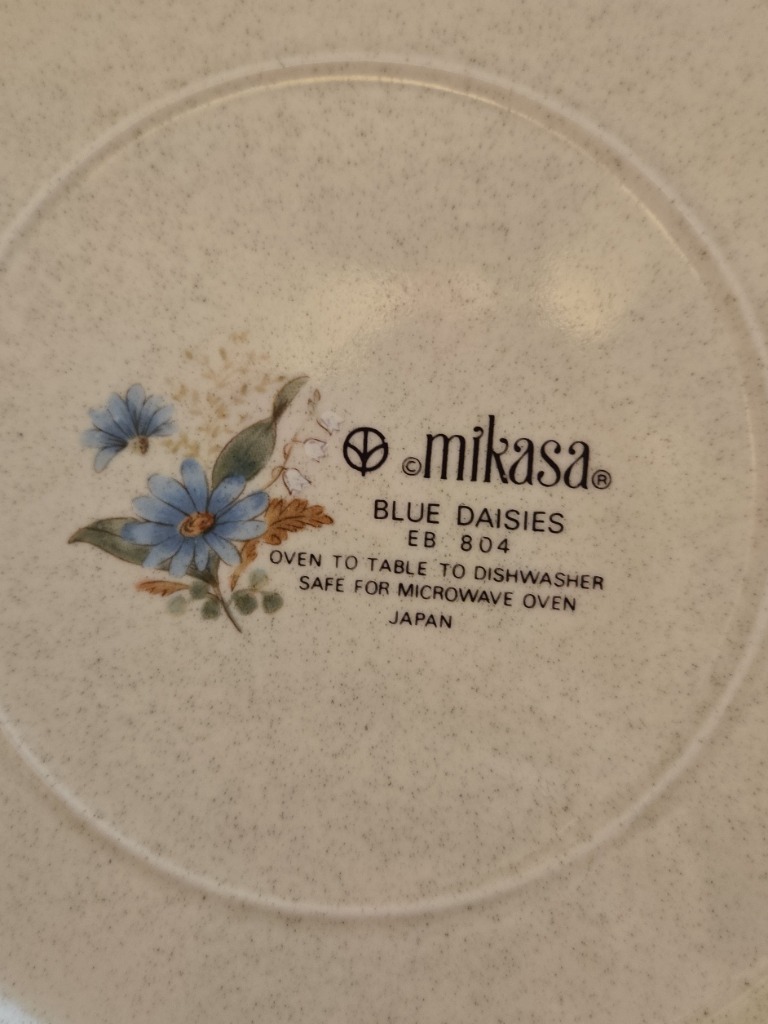 © mikasa ®
BLUE DAISIES
EB 804
OVEN TO TABLE TO DISHWASHER
SAFE FOR MICROWAVE OVEN
JAPAN